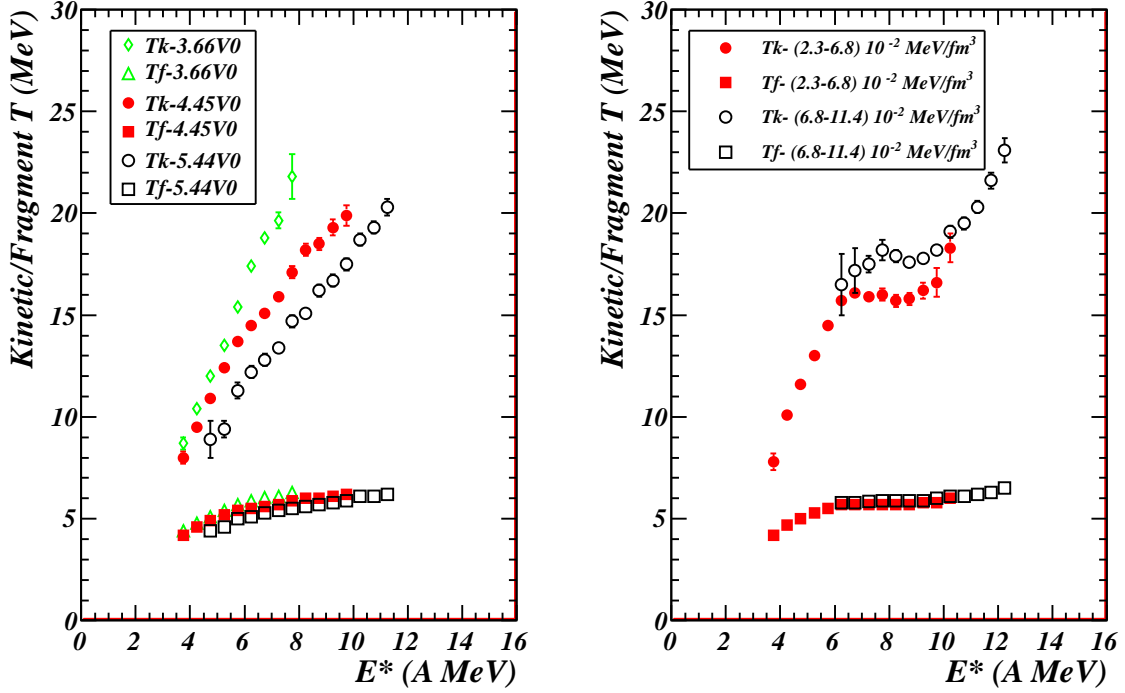 Kinetic/Fragment T (MeV)
30
25
20
15
10
5
0
Tk-3.66V0
Tf-3.66V0
Tk-4.45V0
Tf-4.45V0
Tk-5.44V0
Tf-5.44V0
0 2 4 6 8 10 12 14 16
E* (A MeV)
Kinetic/Fragment T (MeV)
30
25
20
15
10
5
0
Tk- (2.3-6.8) 10⁻² MeV/fm³
Tf- (2.3-6.8) 10⁻² MeV/fm³
Tk- (6.8-11.4) 10⁻² MeV/fm³
Tf- (6.8-11.4) 10⁻² MeV/fm³
0 2 4 6 8 10 12 14 16
E* (A MeV)